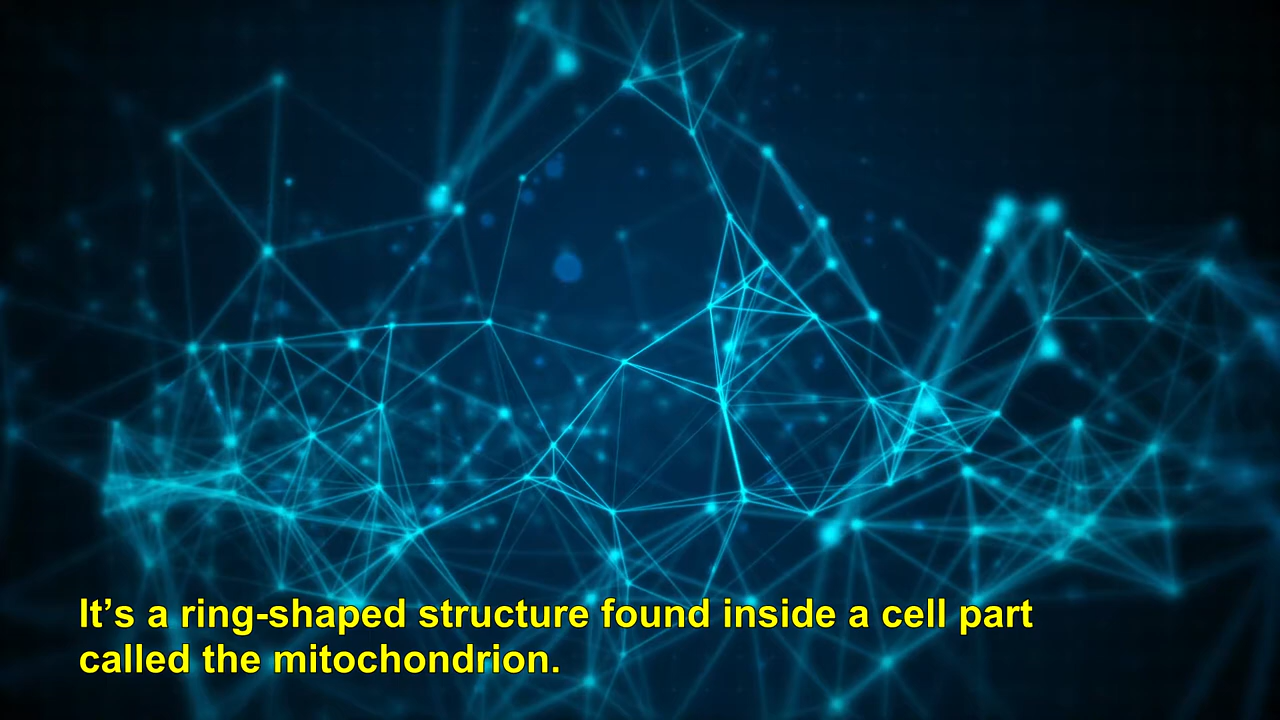 It’s a ring-shaped structure found inside a cell part
called the mitochondrion.